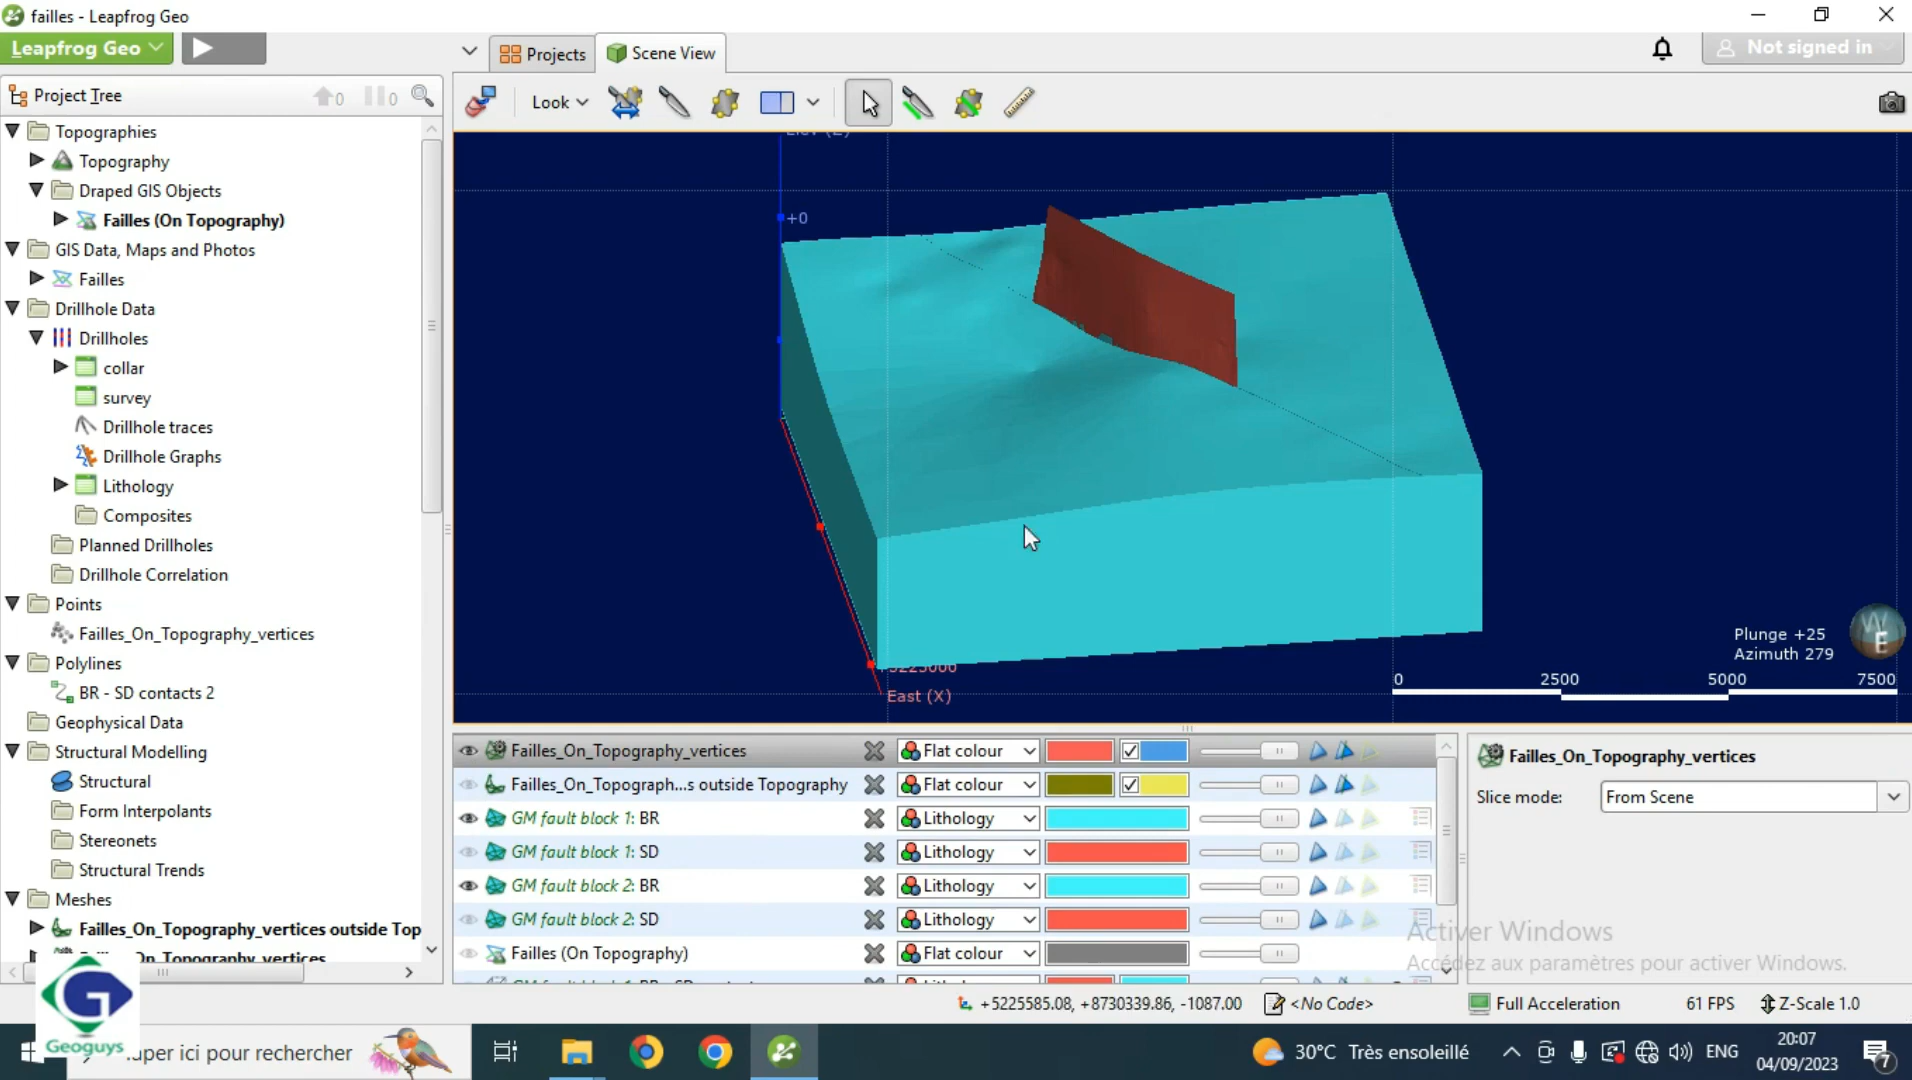 failles - Leapfrog Geo
Leapfrog Geo
Projects
Scene View
Not signed in
Project Tree
0
0
Look
Topographies
Topography
Draped GIS Objects
Failles (On Topography)
GIS Data, Maps and Photos
Failles
Drillhole Data
Drillholes
collar
survey
Drillhole traces
Drillhole Graphs
Lithology
Composites
Planned Drillholes
Drillhole Correlation
Points
Failles_On_Topography_vertices
Polylines
BR - SD contacts 2
Geophysical Data
Structural Modelling
Structural
Form Interpolants
Stereonets
Structural Trends
Meshes
Failles_On_Topography_vertices outside Top
+0
East (X)
Plunge +25
Azimuth 279
W
E
0 2500 5000 7500
Failles_On_Topography_vertices Flat colour
Failles_On_Topograph...s outside Topography Flat colour
GM fault block 1: BR Lithology
GM fault block 1: SD Lithology
GM fault block 2: BR Lithology
GM fault block 2: SD Lithology
Failles (On Topography) Flat colour
Failles_On_Topography_vertices
Slice mode: From Scene
Activer Windows
Accédez aux paramètres pour activer Windows.
+5225585.08, +8730339.86, -1087.00
<No Code>
Full Acceleration
61 FPS
Z-Scale 1.0
G
Geoguys
aper ici pour rechercher
30°C Très ensoleillé
ENG
20:07
04/09/2023
7